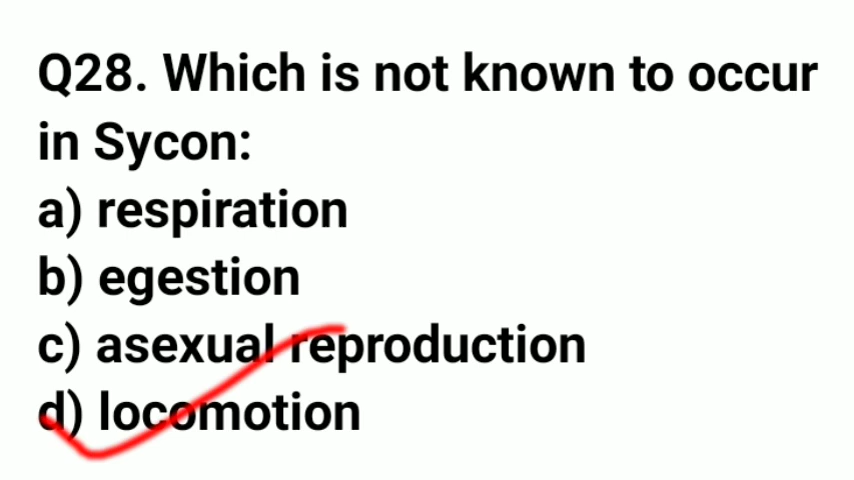 Q28. Which is not known to occur
in Sycon:
a) respiration
b) egestion
c) asexual reproduction
d) locomotion